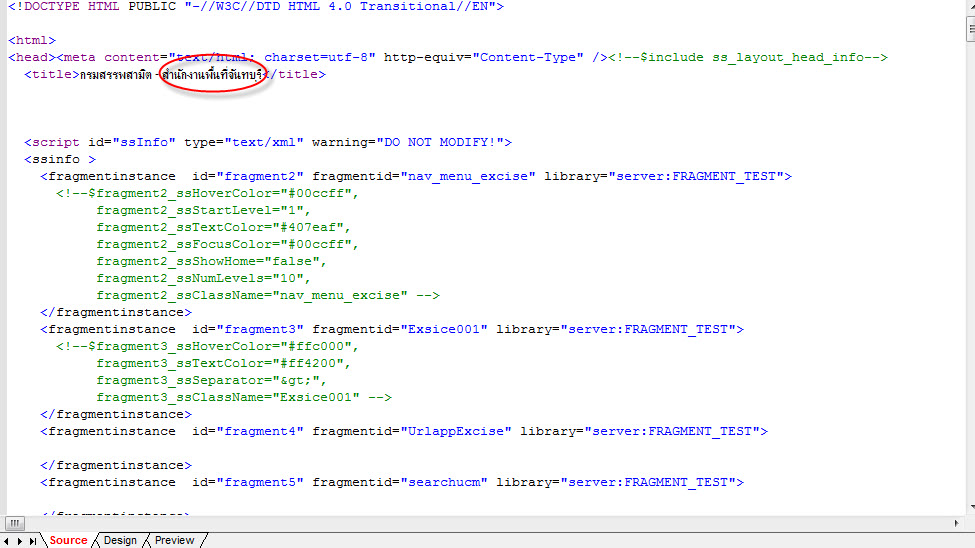 <!DOCTYPE HTML PUBLIC "-//W3C//DTD HTML 4.0 Transitional//EN">
<html>
<head><meta content="text/html; charset=utf-8" http-equiv="Content-Type" /><!--$include ss_layout_head_info-->
<title>กรมสรรพสามิต - สำนักงานพื้นที่จันทบุรี</title>
<script id="ssInfo" type="text/xml" warning="DO NOT MODIFY!">
<ssinfo >
<fragmentinstance  id="fragment2" fragmentid="nav_menu_excise" library="server:FRAGMENT_TEST">
<!--$fragment2_ssHoverColor="#00ccff",
fragment2_ssStartLevel="1",
fragment2_ssTextColor="#407eaf",
fragment2_ssFocusColor="#00ccff",
fragment2_ssShowHome="false",
fragment2_ssNumLevels="10",
fragment2_ssClassName="nav_menu_excise" -->
</fragmentinstance>
<fragmentinstance  id="fragment3" fragmentid="Exsice001" library="server:FRAGMENT_TEST">
<!--$fragment3_ssHoverColor="#ffc000",
fragment3_ssTextColor="#ff4200",
fragment3_ssSeparator="&gt;",
fragment3_ssClassName="Exsice001" -->
</fragmentinstance>
<fragmentinstance  id="fragment4" fragmentid="UrlappExcise" library="server:FRAGMENT_TEST">
</fragmentinstance>
<fragmentinstance  id="fragment5" fragmentid="searchucm" library="server:FRAGMENT_TEST">
</fragmentinstance>
Source Design Preview